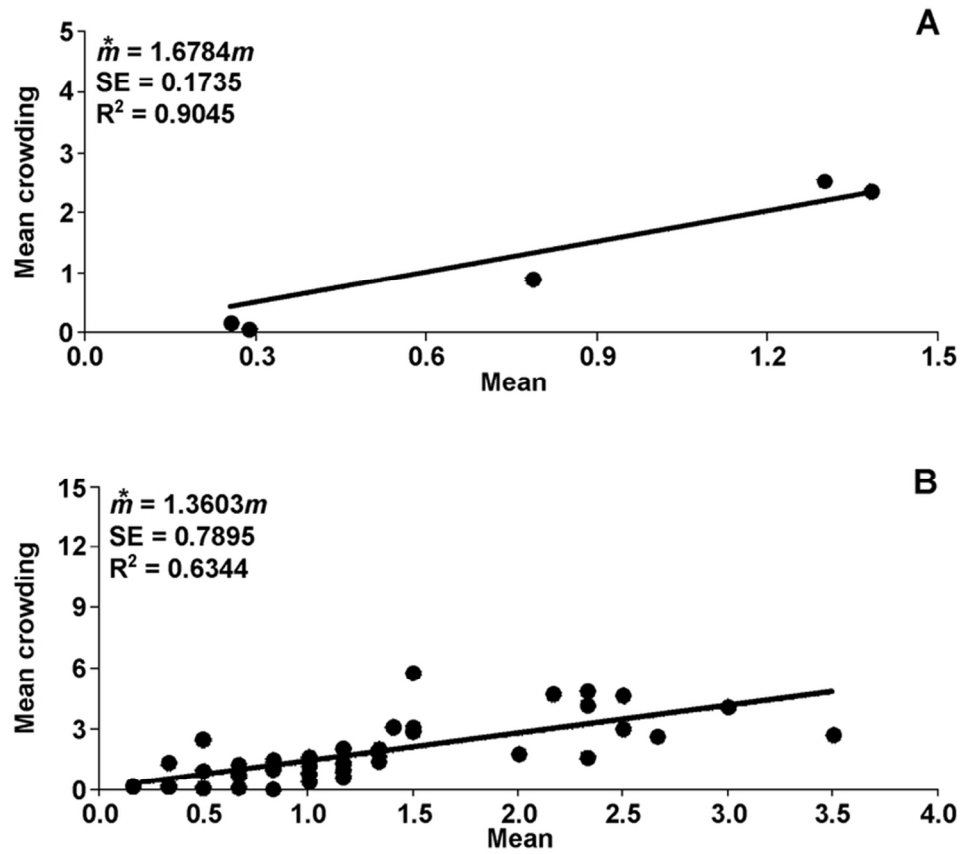 A
m* = 1.6784m
SE = 0.1735
R² = 0.9045
Mean crowding
5
4
3
2
1
0
0.0 0.3 0.6 0.9 1.2 1.5
Mean
B
m* = 1.3603m
SE = 0.7895
R² = 0.6344
Mean crowding
15
12
9
6
3
0
0.0 0.5 1.0 1.5 2.0 2.5 3.0 3.5 4.0
Mean